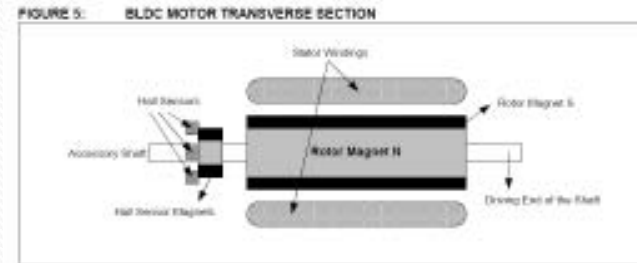 FIGURE 5: BLDC MOTOR TRANSVERSE SECTION
Stator Windings
Hall Sensors
Rotor Magnet S
Accessory Shaft
Rotor Magnet N
Driving End of the Shaft
Hall Sensor Magnets